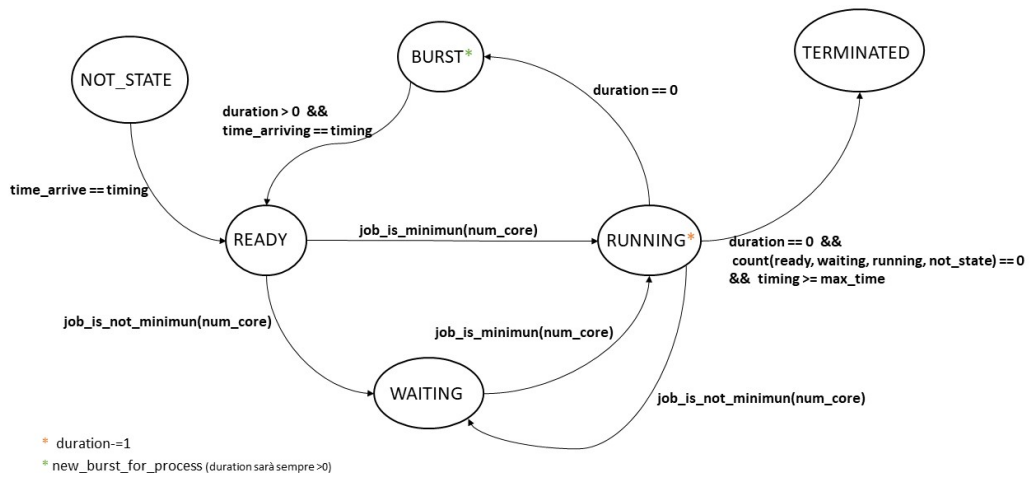 BURST*
TERMINATED
NOT_STATE
duration == 0
duration > 0 &&
time_arriving == timing
time_arrive == timing
job_is_minimun(num_core)
READY
RUNNING*
duration == 0 &&
count(ready, waiting, running, not_state) == 0
&& timing >= max_time
job_is_not_minimun(num_core)
job_is_minimun(num_core)
WAITING
job_is_not_minimun(num_core)
* duration-=1
* new_burst_for_process (duration sarà sempre >0)